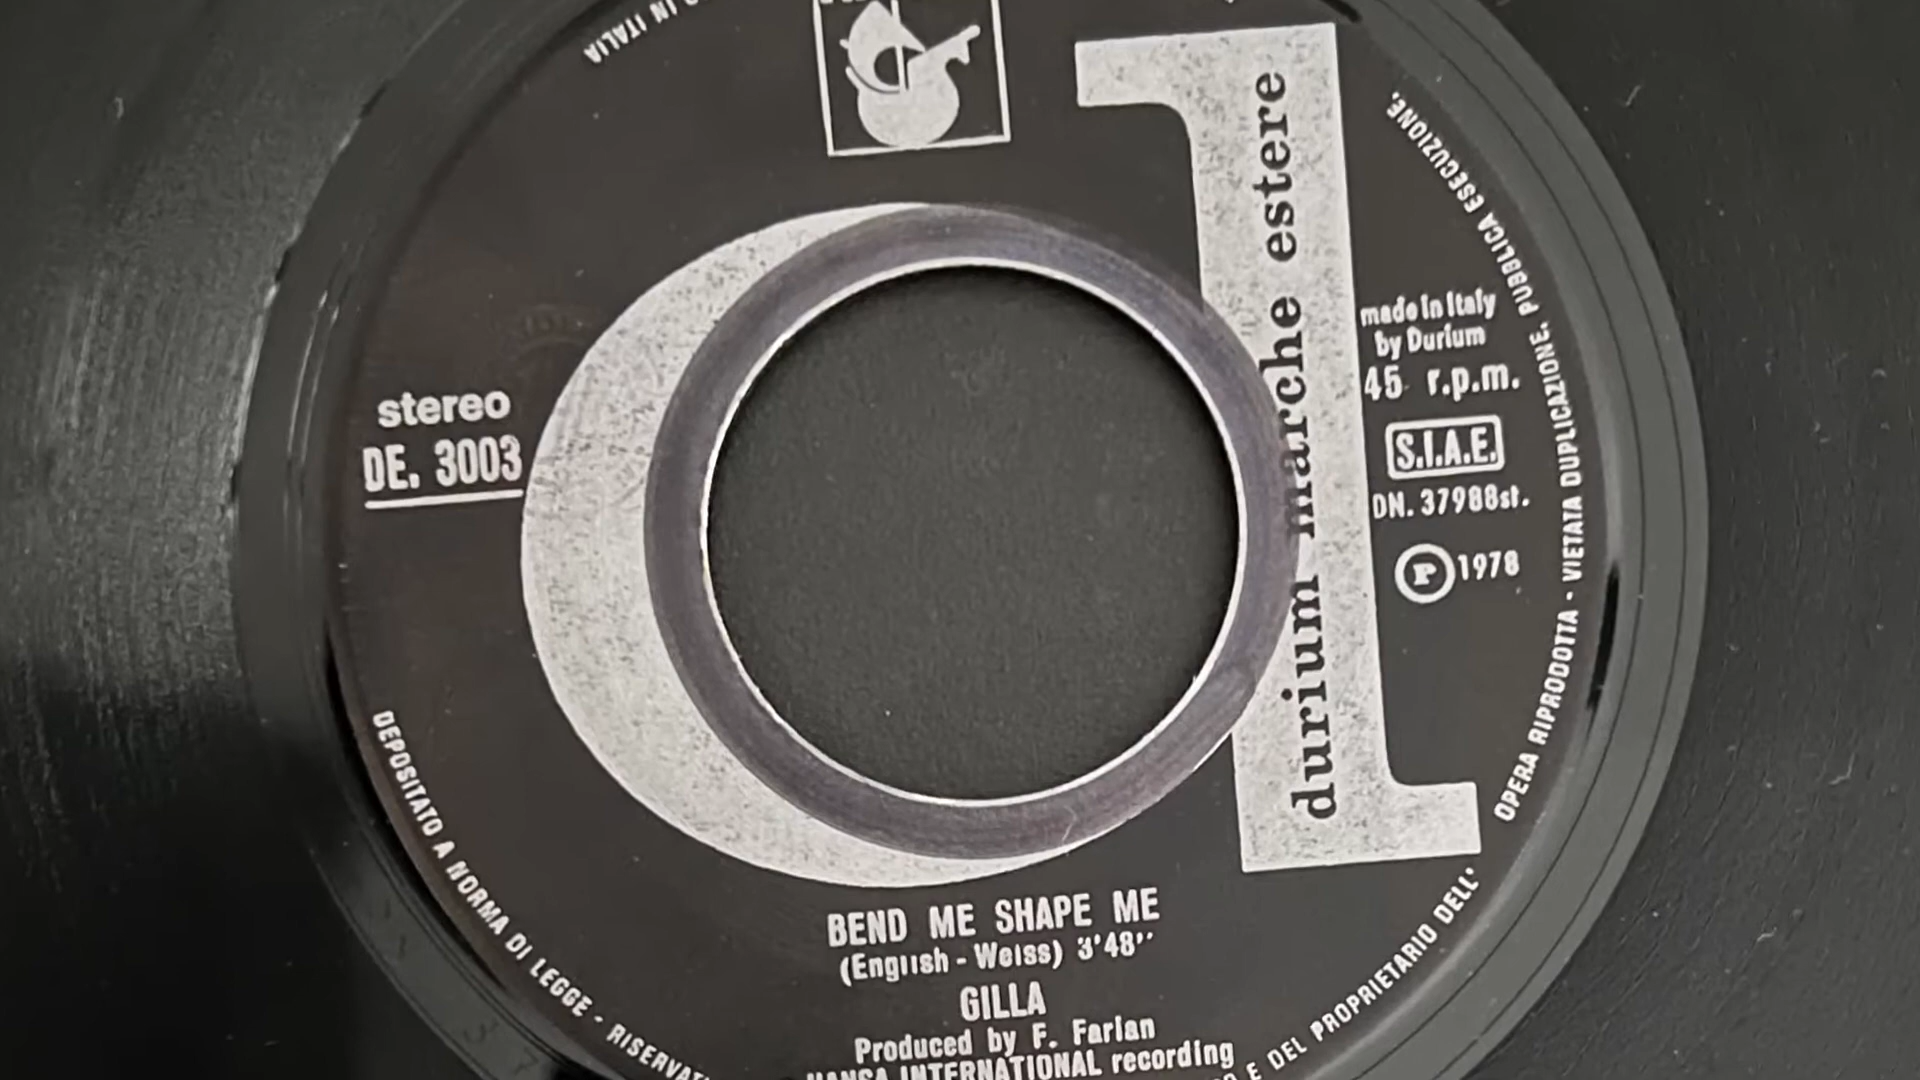 IN ITALIA
durium marche estere
stereo
DE. 3003
made in Italy
by Durium
45 r.p.m.
S.I.A.E.
DN. 37988st.
P 1978
BEND ME SHAPE ME
(English - Weiss) 3'48''
GILLA
Produced by F. Farian
HANSA INTERNATIONAL recording
DEPOSITATO A NORMA DI LEGGE - RISERVATI
E DEL PROPRIETARIO DELL'
OPERA RIPRODOTTA - VIETATA DUPLICAZIONE, PUBBLICA ESECUZIONE,